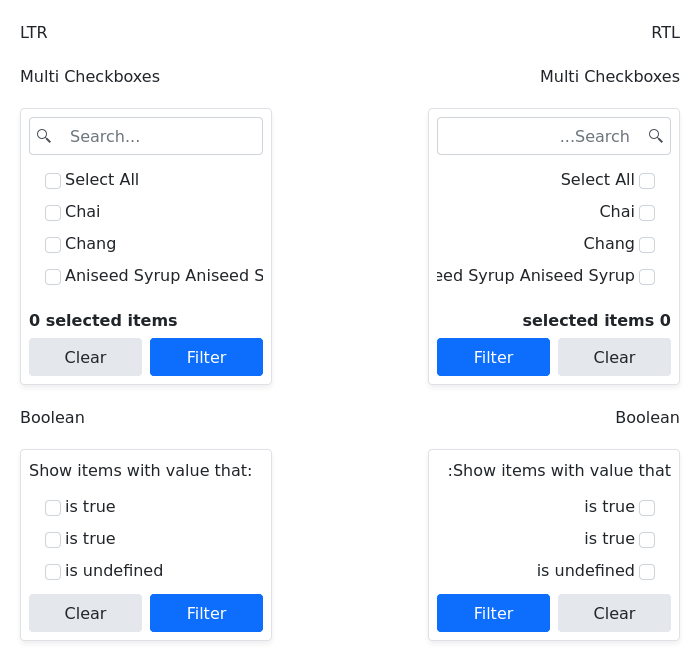 LTR
RTL
Multi Checkboxes
Multi Checkboxes
Search...
...Search
Select All
Select All
Chai
Chai
Chang
Chang
Aniseed Syrup Aniseed S
eed Syrup Aniseed Syrup
0 selected items
selected items 0
Clear
Filter
Filter
Clear
Boolean
Boolean
Show items with value that:
:Show items with value that
is true
is true
is true
is true
is undefined
is undefined
Clear
Filter
Filter
Clear